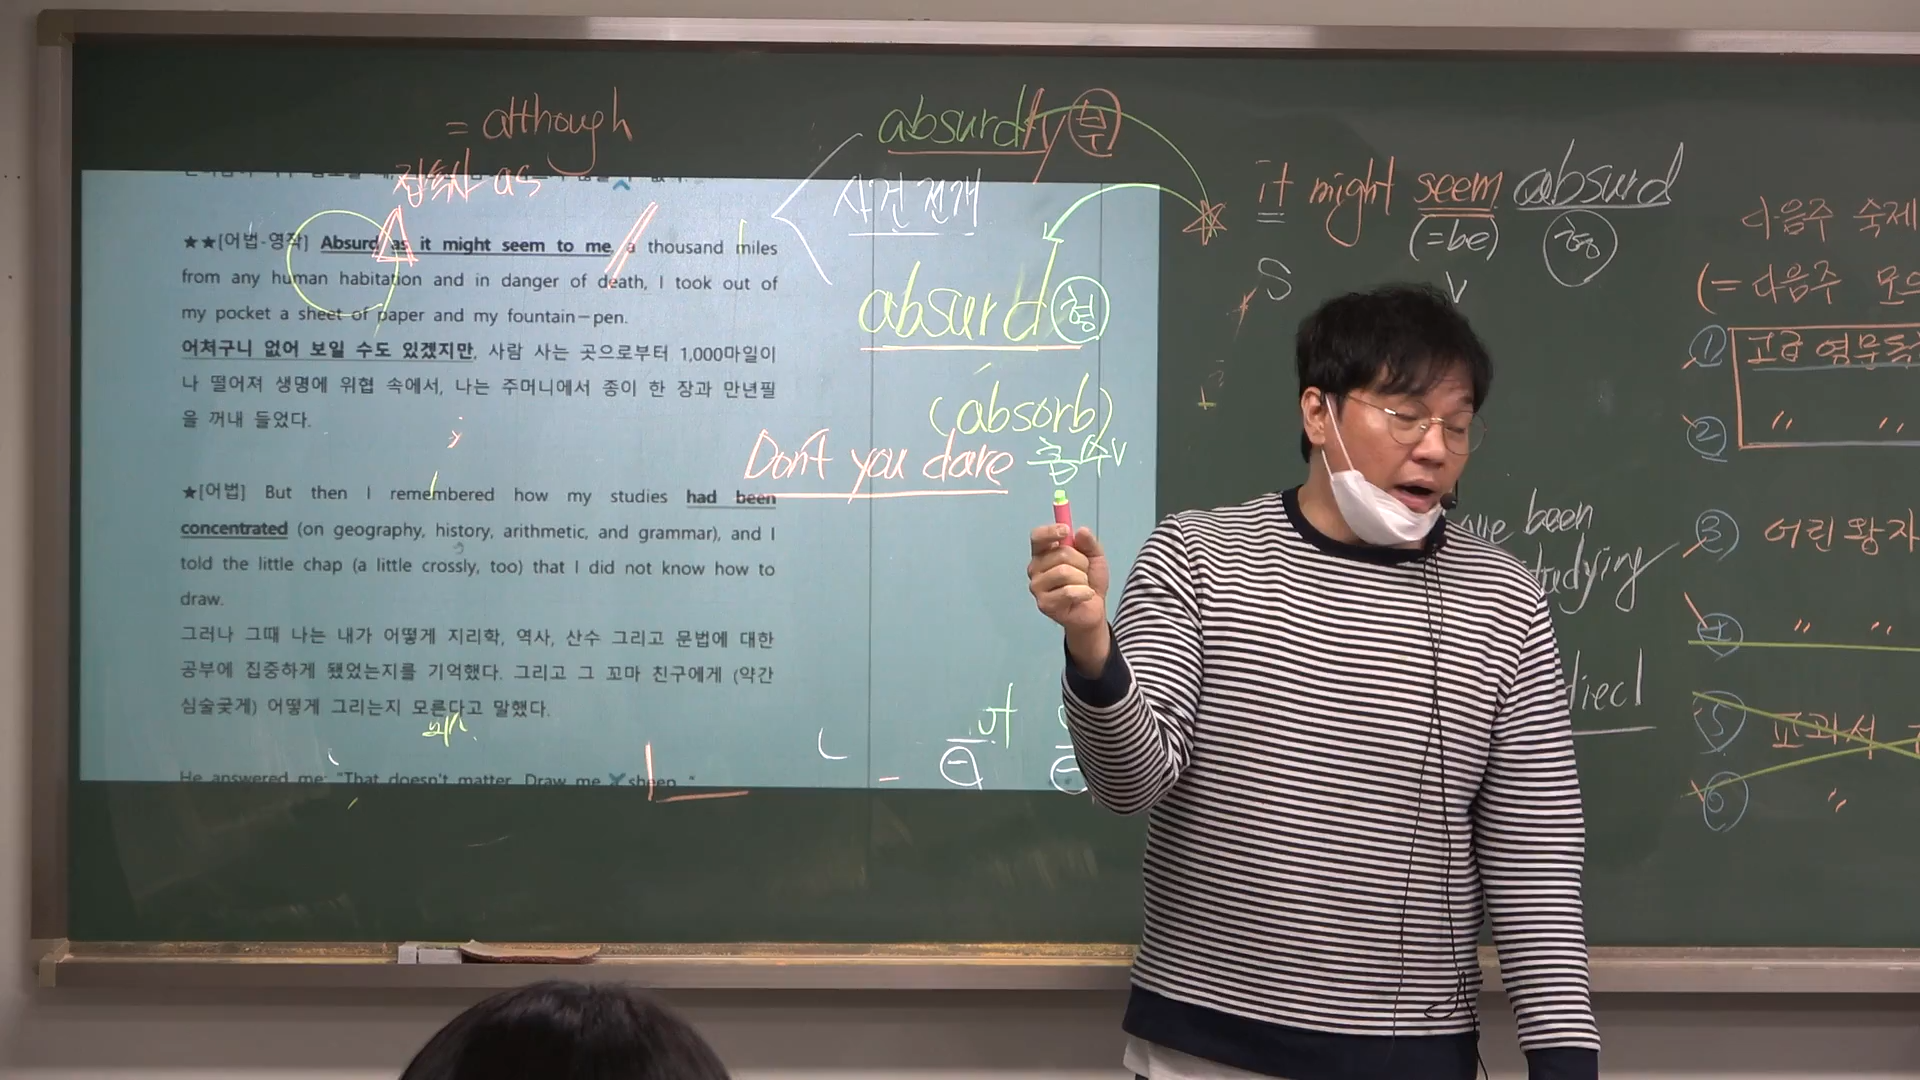 = although
접속사 as
absurdly 부
사건 전개
it might seem absurd
(=be) 형
S V
다음주 숙제
(= 다음주 모의
★★[어법-영작] Absurd as it might seem to me, a thousand miles
from any human habitation and in danger of death, I took out of
my pocket a sheet of paper and my fountain-pen.
어처구니 없어 보일 수도 있겠지만, 사람 사는 곳으로부터 1,000마일이
나 떨어져 생명에 위협 속에서, 나는 주머니에서 종이 한 장과 만년필
을 꺼내 들었다.
absurd 형
(absorb)
흡수 v
Don't you dare
★[어법] But then I remembered how my studies had been
concentrated (on geography, history, arithmetic, and grammar), and I
told the little chap (a little crossly, too) that I did not know how to
draw.
그러나 그때 나는 내가 어떻게 지리학, 역사, 산수 그리고 문법에 대한
공부에 집중하게 됐었는지를 기억했다. 그리고 그 꼬마 친구에게 (약간
심술궂게) 어떻게 그리는지 모른다고 말했다.
He answered me: "That doesn't matter. Draw me sheep."
been
① 고급 영무
② " "
③ 어린 왕자
④ " "
⑤ 교과서
⑥ "